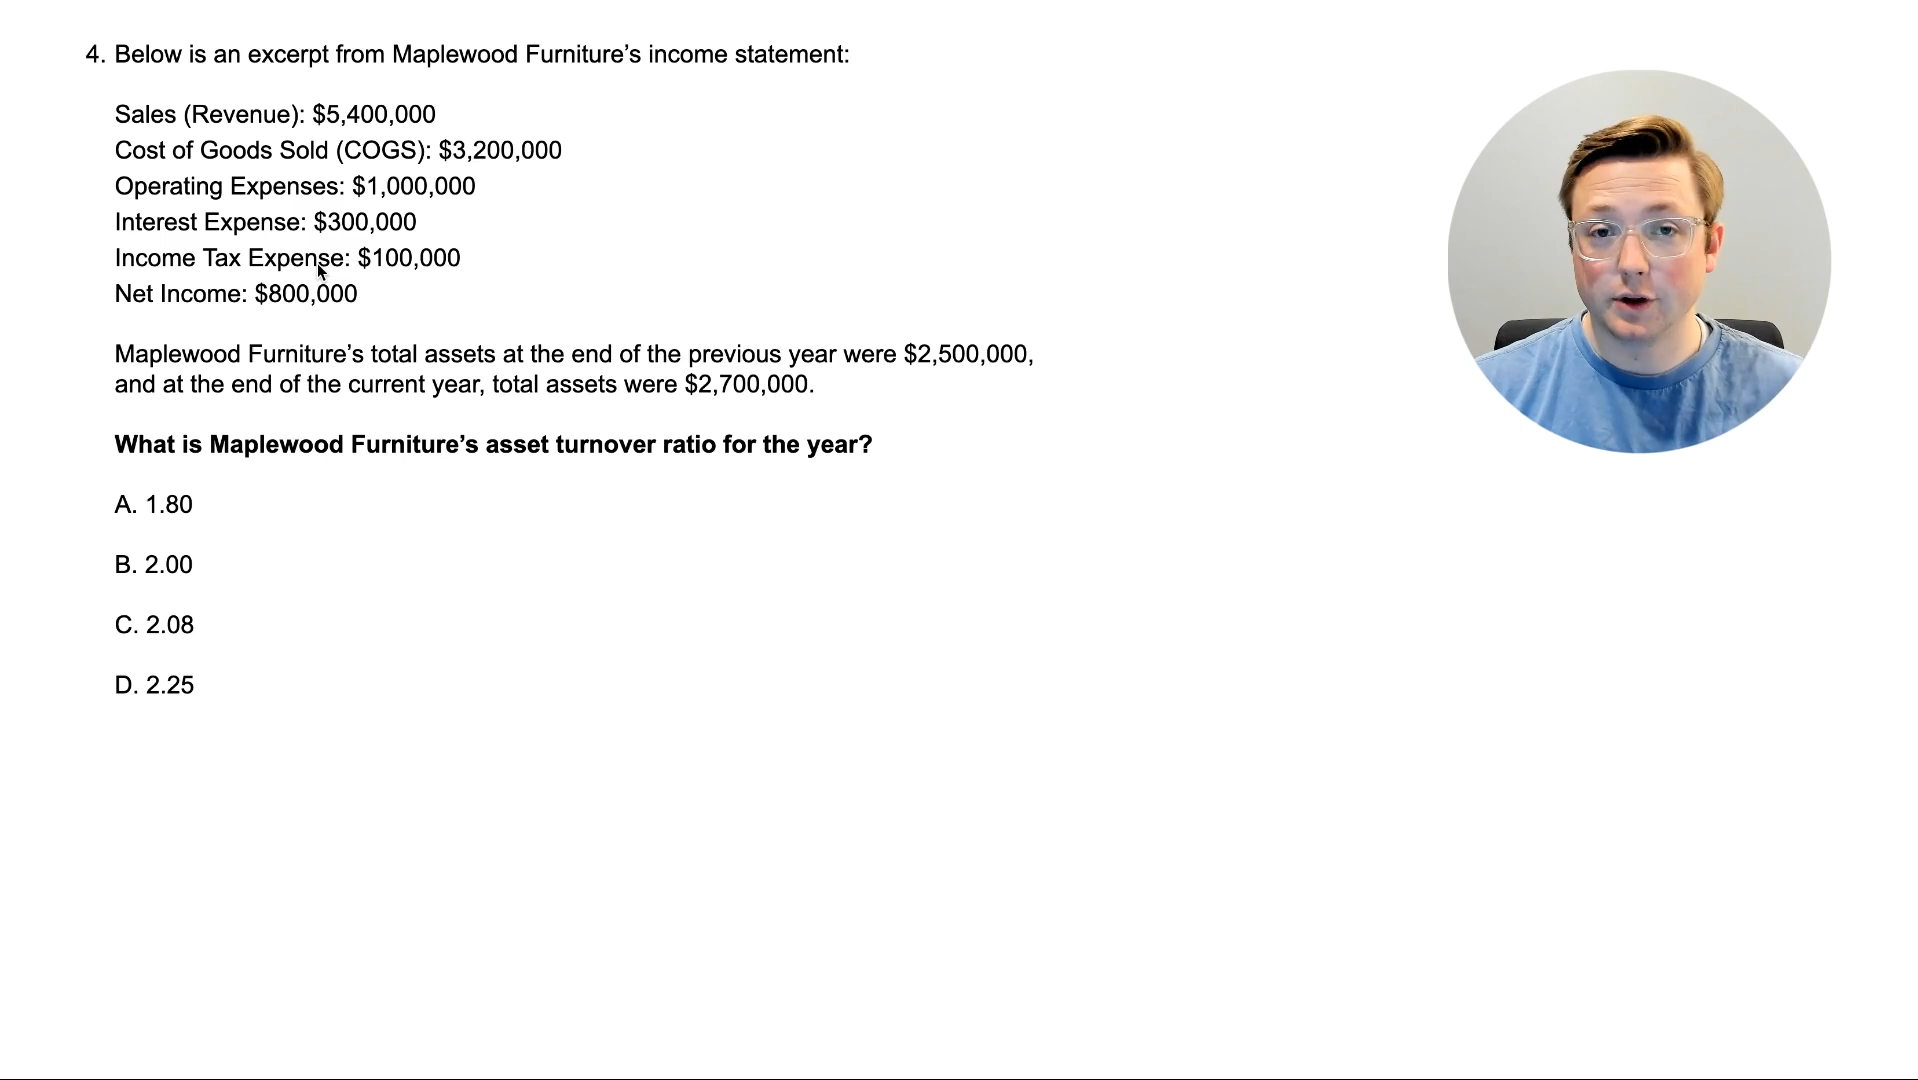 4. Below is an excerpt from Maplewood Furniture’s income statement:
Sales (Revenue): $5,400,000
Cost of Goods Sold (COGS): $3,200,000
Operating Expenses: $1,000,000
Interest Expense: $300,000
Income Tax Expense: $100,000
Net Income: $800,000
Maplewood Furniture’s total assets at the end of the previous year were $2,500,000,
and at the end of the current year, total assets were $2,700,000.
What is Maplewood Furniture’s asset turnover ratio for the year?
A. 1.80
B. 2.00
C. 2.08
D. 2.25